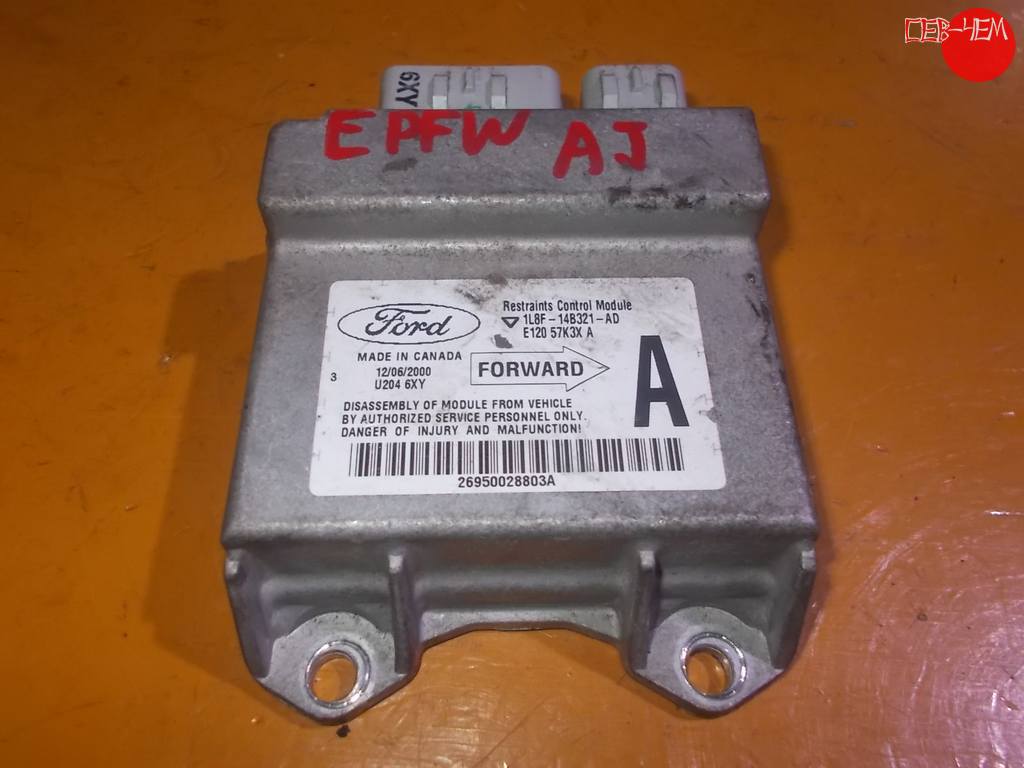 СЕВ-ЧЕМ
6XY
EPFW AJ
Ford
Restraints Control Module
1L8F-14B321-AD
E120 57K3X A
MADE IN CANADA
12/06/2000
U204 6XY
3
FORWARD
A
DISASSEMBLY OF MODULE FROM VEHICLE
BY AUTHORIZED SERVICE PERSONNEL ONLY.
DANGER OF INJURY AND MALFUNCTION!
26950028803A